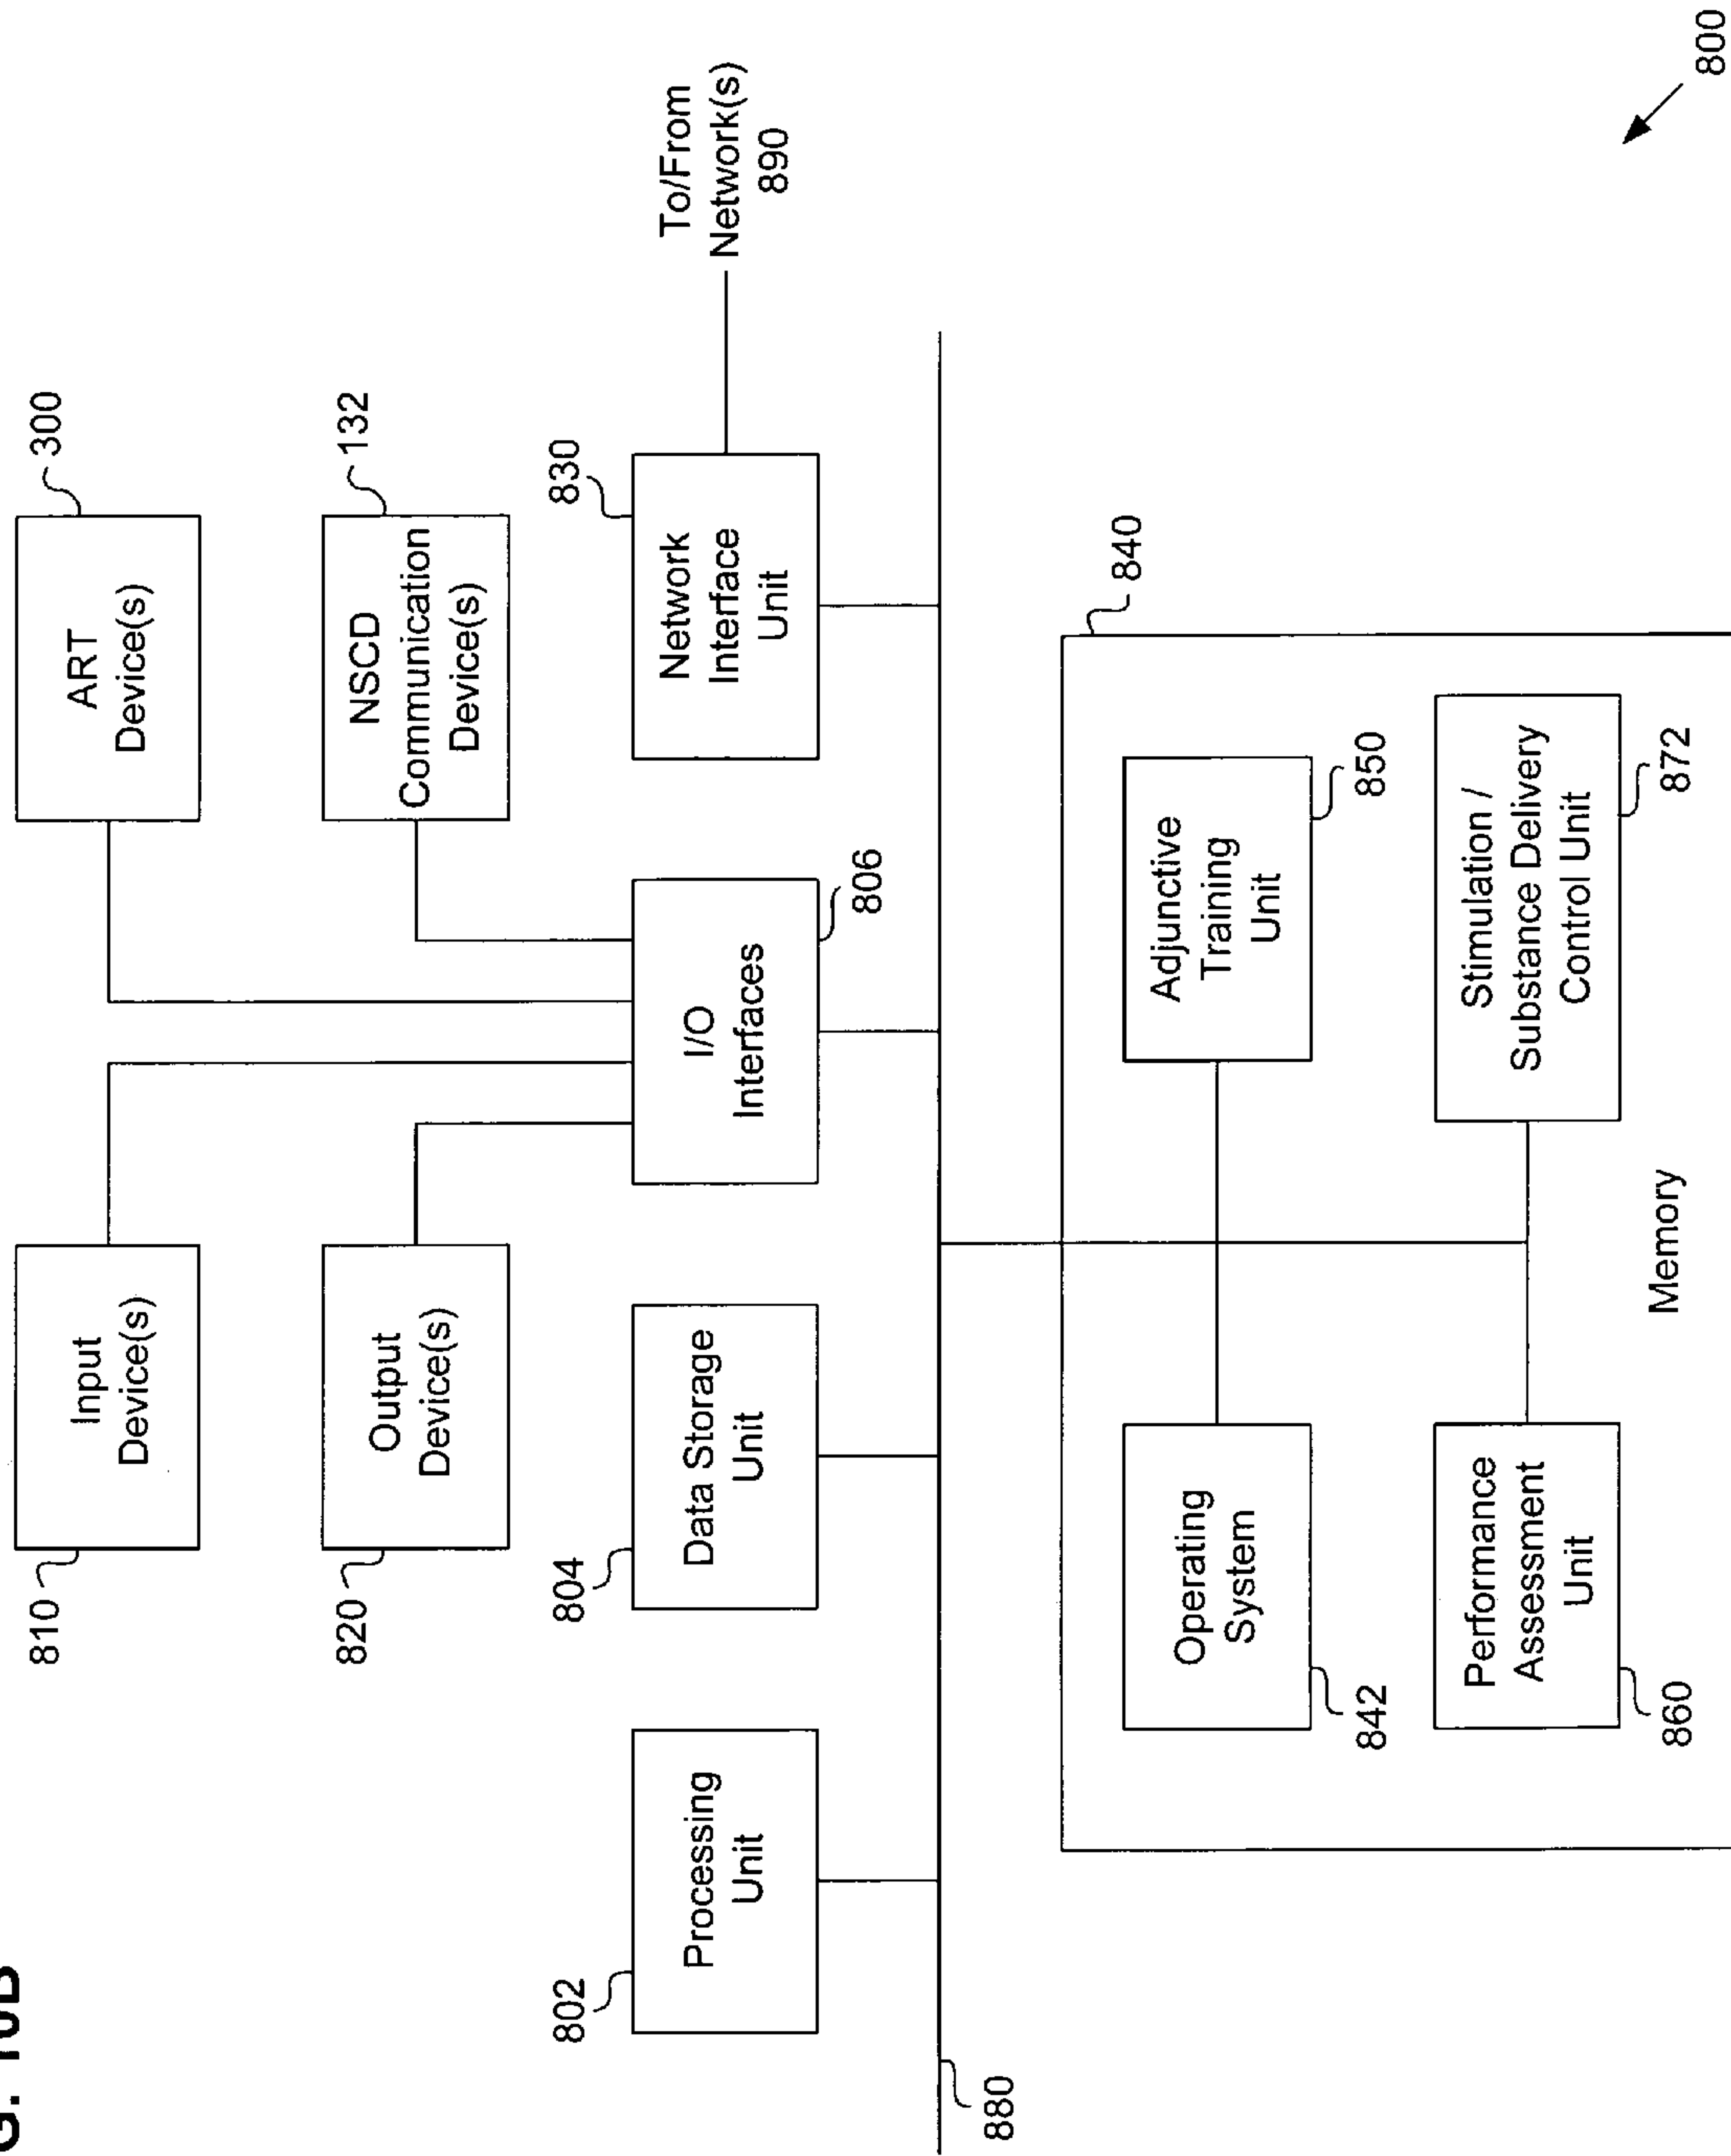 G. 10B
810
Input
Device(s)
ART
Device(s)
300
820
Output
Device(s)
NSCD
Communication
Device(s)
132
802
Processing
Unit
804
Data Storage
Unit
I/O
Interfaces
806
830
Network
Interface
Unit
To/From
Network(s)
890
880
840
Operating
System
842
Adjunctive
Training
Unit
850
Performance
Assessment
Unit
860
Stimulation /
Substance Delivery
Control Unit
872
Memory
800